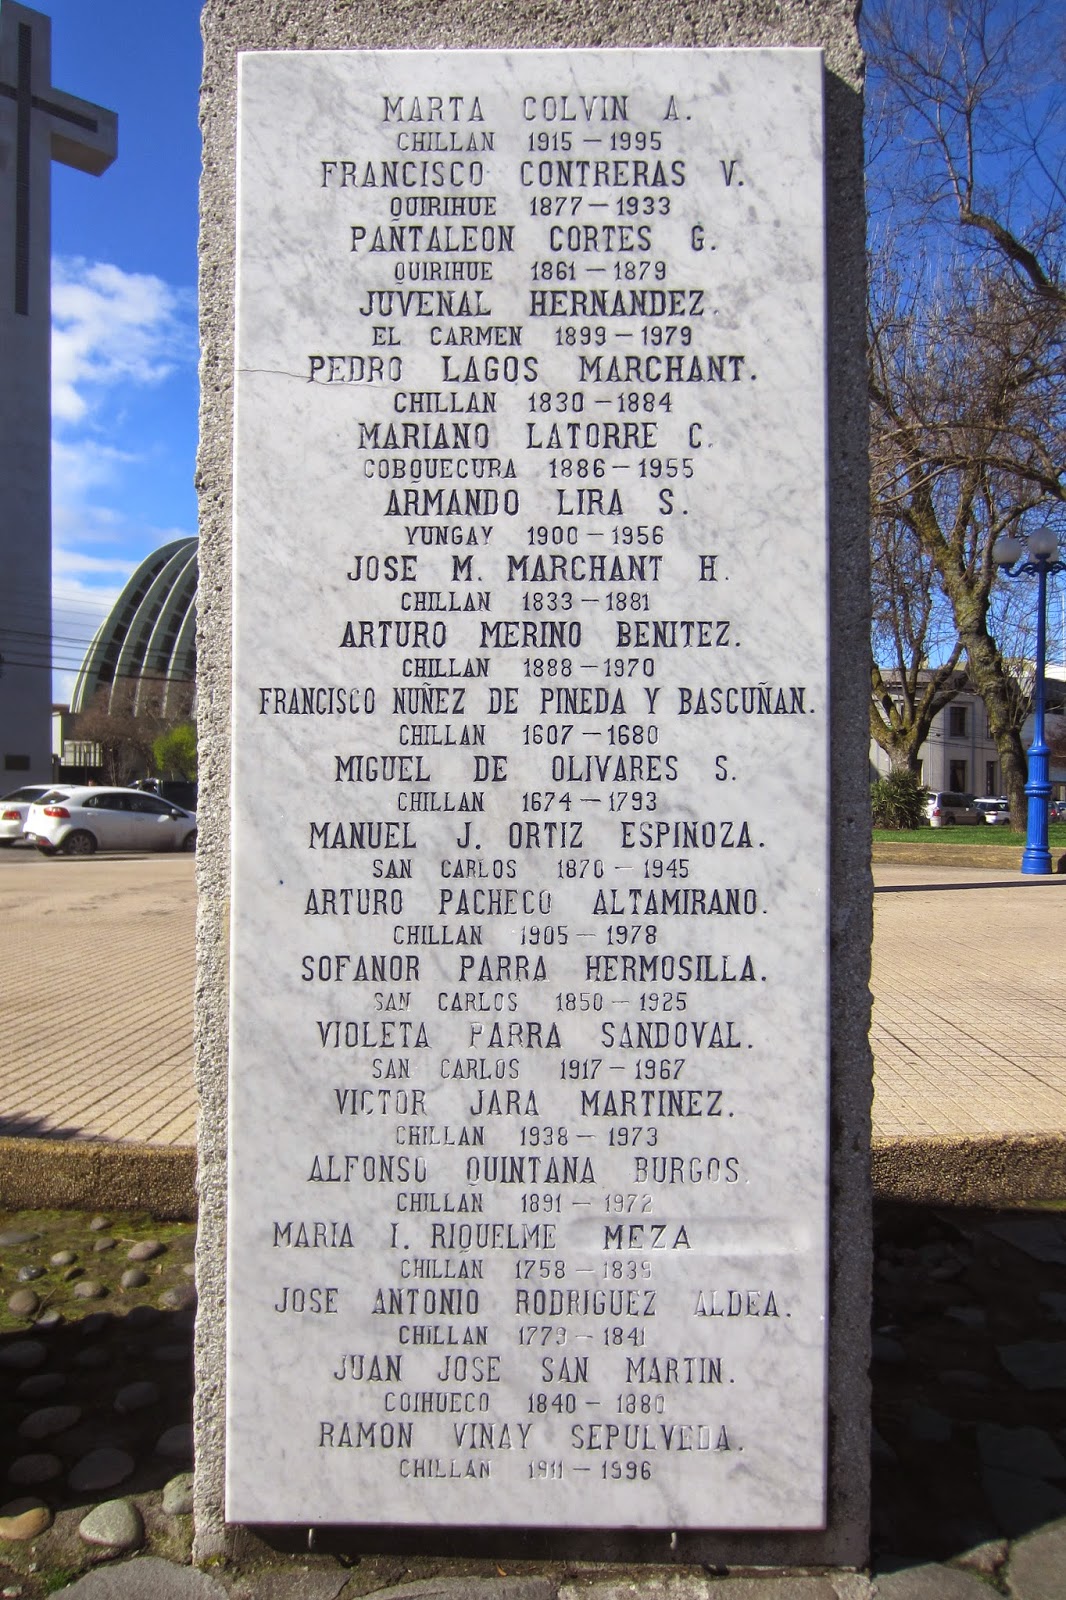 MARTA COLVIN A.
CHILLAN 1915 - 1995
FRANCISCO CONTRERAS V.
QUIRIHUE 1877 - 1933
PANTALEON CORTES G.
QUIRIHUE 1861 - 1879
JUVENAL HERNANDEZ.
EL CARMEN 1899 - 1979
PEDRO LAGOS MARCHANT.
CHILLAN 1830 - 1884
MARIANO LATORRE C.
COBQUECURA 1886 - 1955
ARMANDO LIRA S.
YUNGAY 1900 - 1956
JOSE M. MARCHANT H.
CHILLAN 1833 - 1881
ARTURO MERINO BENITEZ.
CHILLAN 1888 - 1970
FRANCISCO NUÑEZ DE PINEDA Y BASCUÑAN.
CHILLAN 1607 - 1680
MIGUEL DE OLIVARES S.
CHILLAN 1674 - 1793
MANUEL J. ORTIZ ESPINOZA.
SAN CARLOS 1870 - 1945
ARTURO PACHECO ALTAMIRANO.
CHILLAN 1905 - 1978
SOFANOR PARRA HERMOSILLA.
SAN CARLOS 1850 - 1925
VIOLETA PARRA SANDOVAL.
SAN CARLOS 1917 - 1967
VICTOR JARA MARTINEZ.
CHILLAN 1938 - 1973
ALFONSO QUINTANA BURGOS.
CHILLAN 1891 - 1972
MARIA I. RIQUELME MEZA
CHILLAN 1758 - 1839
JOSE ANTONIO RODRIGUEZ ALDEA.
CHILLAN 1779 - 1841
JUAN JOSE SAN MARTIN.
COIHUECO 1840 - 1880
RAMON VINAY SEPULVEDA.
CHILLAN 1911 - 1996